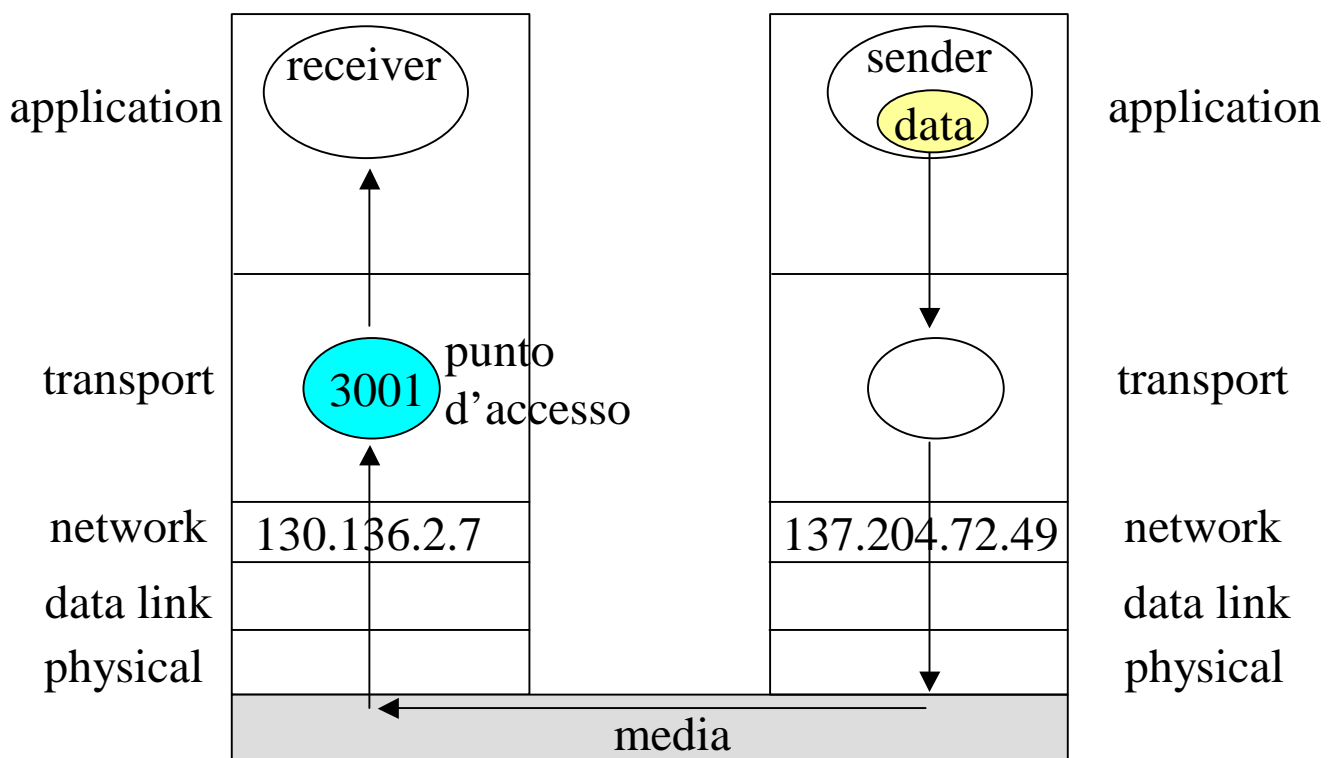 receiver
sender
application
data
application
transport
3001
punto
d’accesso
transport
network
130.136.2.7
137.204.72.49
network
data link
data link
physical
physical
media